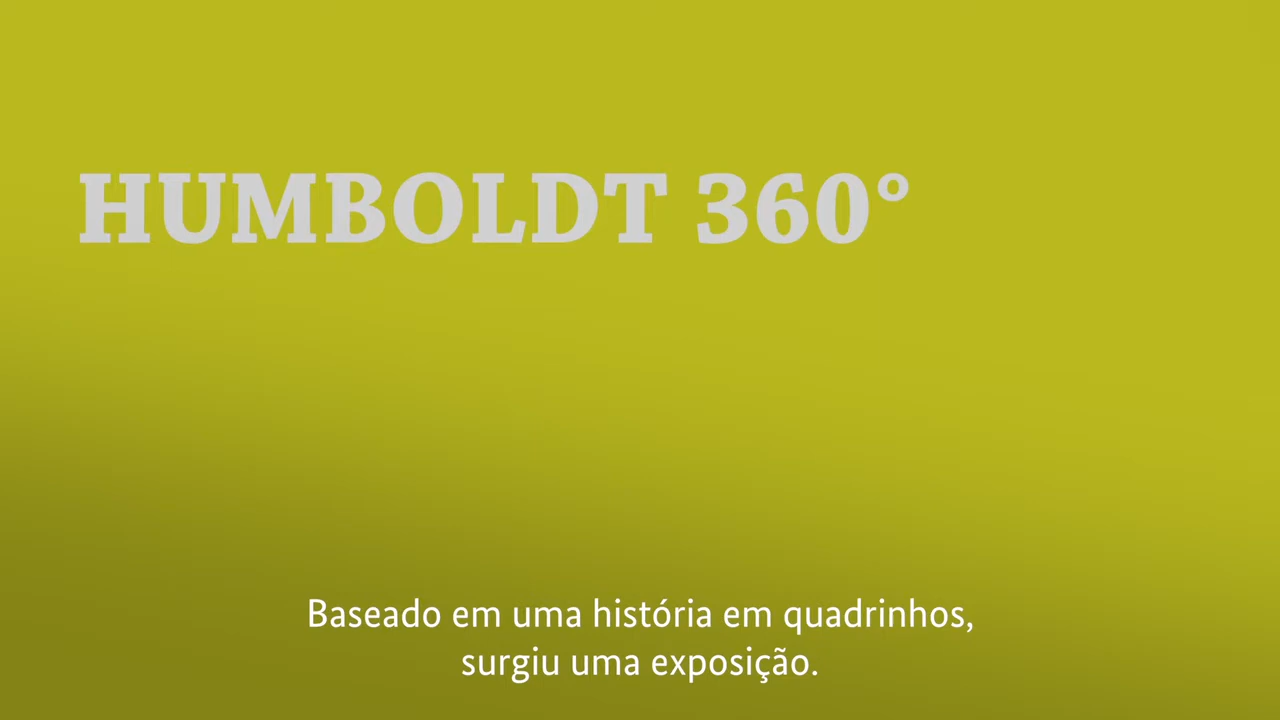 HUMBOLDT 360°
Baseado em uma história em quadrinhos,
surgiu uma exposição.